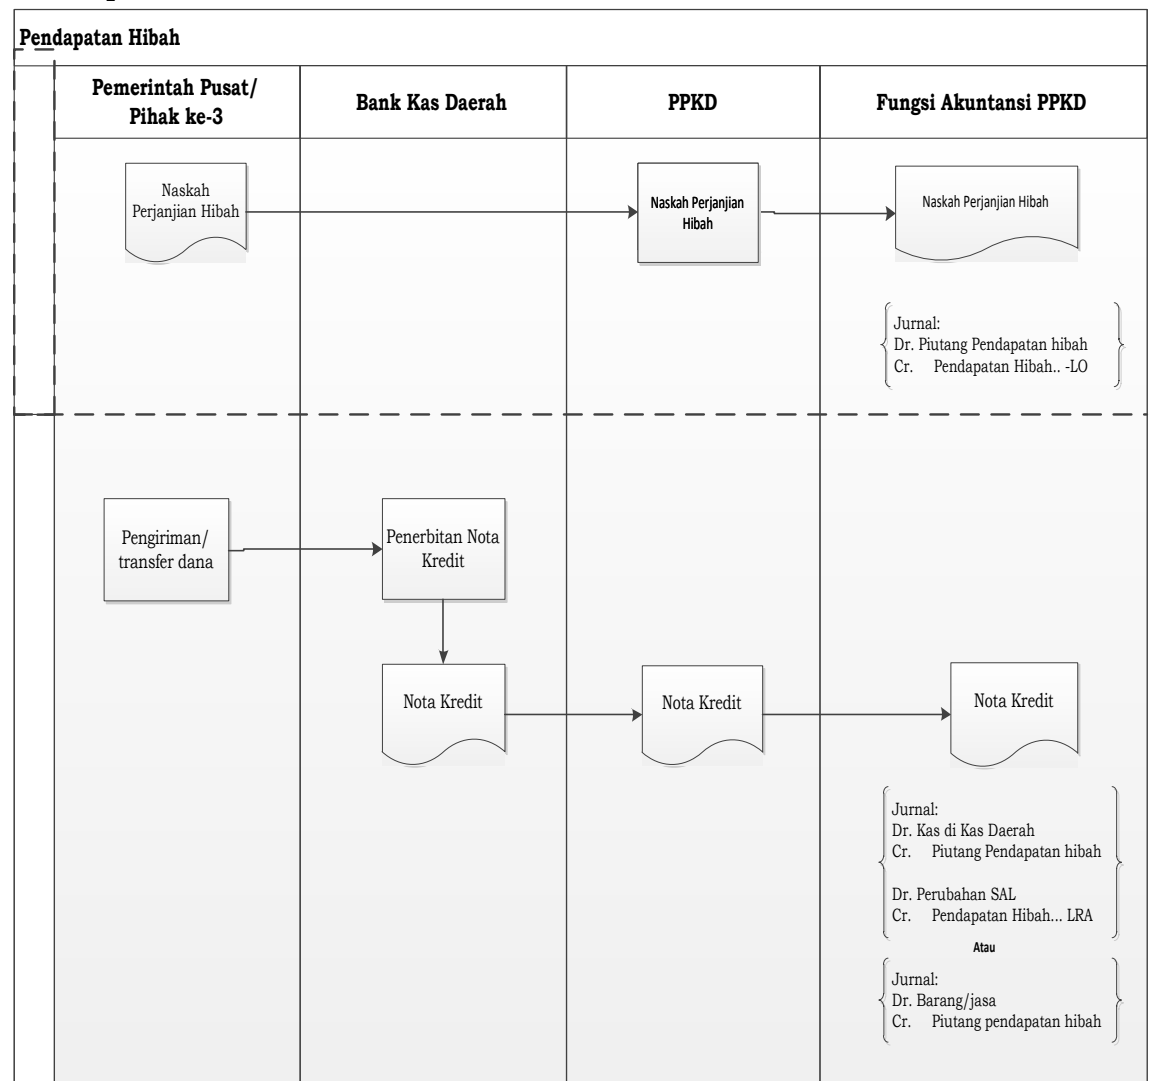 Pendapatan Hibah
Pemerintah Pusat/
Pihak ke-3
Bank Kas Daerah
PPKD
Fungsi Akuntansi PPKD
Naskah
Perjanjian Hibah
Naskah Perjanjian
Hibah
Naskah Perjanjian Hibah
Jurnal:
Dr. Piutang Pendapatan hibah
Cr. Pendapatan Hibah.. -LO
Pengiriman/
transfer dana
Penerbitan Nota
Kredit
Nota Kredit
Nota Kredit
Nota Kredit
Jurnal:
Dr. Kas di Kas Daerah
Cr. Piutang Pendapatan hibah
Dr. Perubahan SAL
Cr. Pendapatan Hibah... LRA
Atau
Jurnal:
Dr. Barang/jasa
Cr. Piutang pendapatan hibah